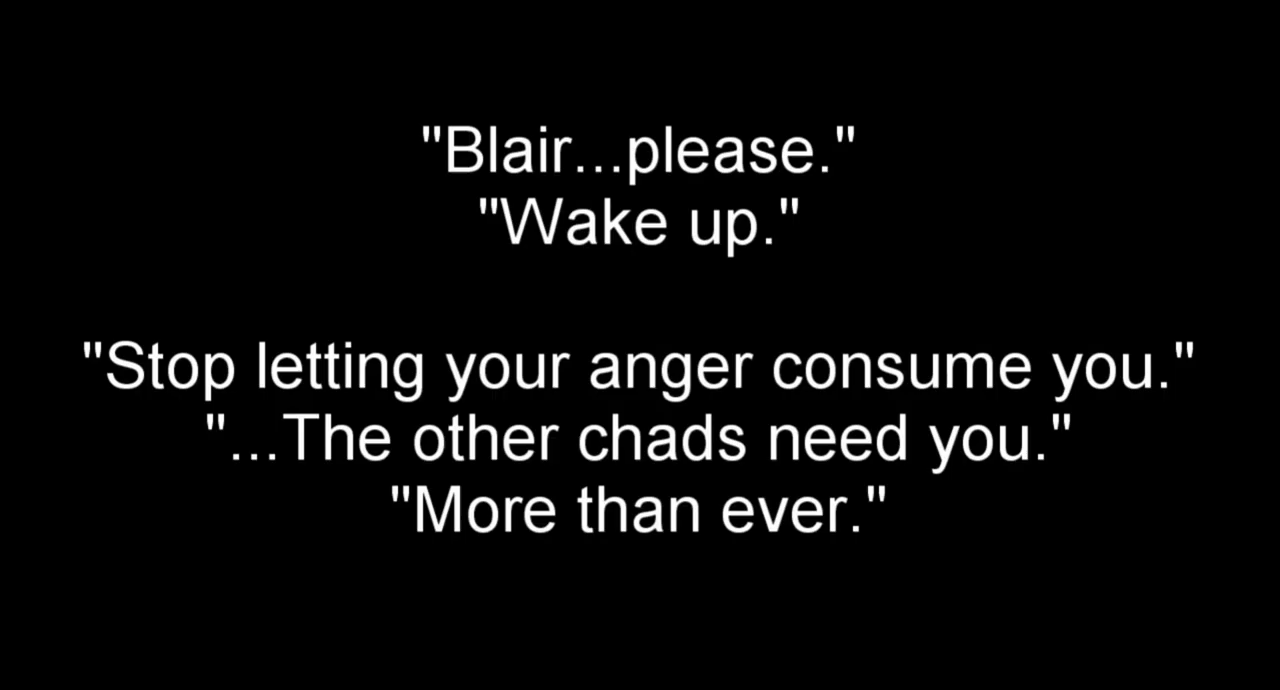 "Blair...please."
"Wake up."
"Stop letting your anger consume you."
"...The other chads need you."
"More than ever."